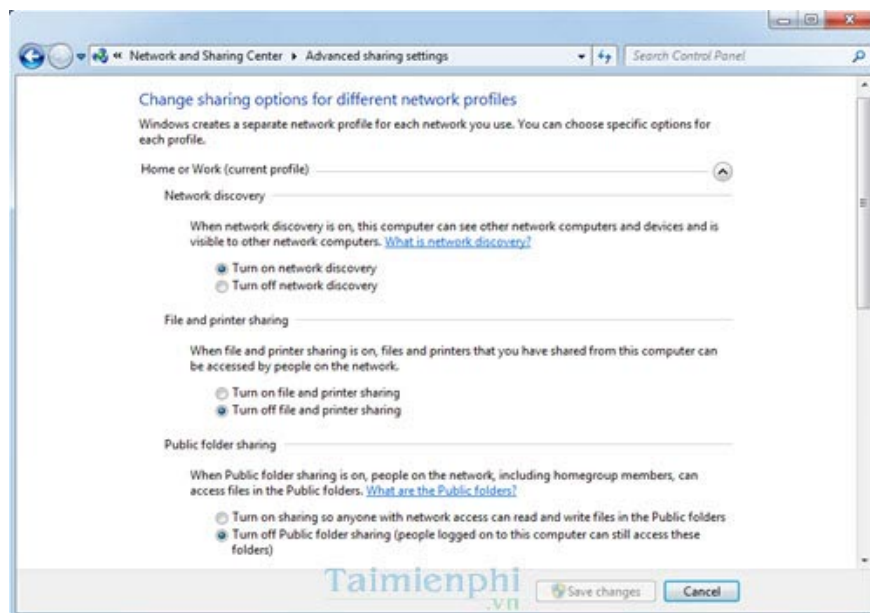 « Network and Sharing Center ▸ Advanced sharing settings
Search Control Panel
Change sharing options for different network profiles
Windows creates a separate network profile for each network you use. You can choose specific options for
each profile.
Home or Work (current profile)
Network discovery
When network discovery is on, this computer can see other network computers and devices and is
visible to other network computers. What is network discovery?
Turn on network discovery
Turn off network discovery
File and printer sharing
When file and printer sharing is on, files and printers that you have shared from this computer can
be accessed by people on the network.
Turn on file and printer sharing
Turn off file and printer sharing
Public folder sharing
When Public folder sharing is on, people on the network, including homegroup members, can
access files in the Public folders. What are the Public folders?
Turn on sharing so anyone with network access can read and write files in the Public folders
Turn off Public folder sharing (people logged on to this computer can still access these
folders)
Taimienphi
.vn
Save changes
Cancel